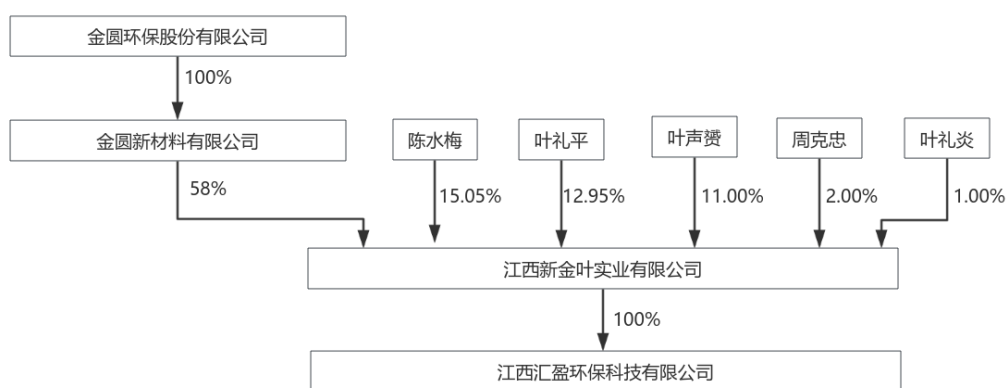 金圆环保股份有限公司
100%
金圆新材料有限公司
陈水梅
叶礼平
叶声赟
周克忠
叶礼炎
58%
15.05%
12.95%
11.00%
2.00%
1.00%
江西新金叶实业有限公司
100%
江西汇盈环保科技有限公司